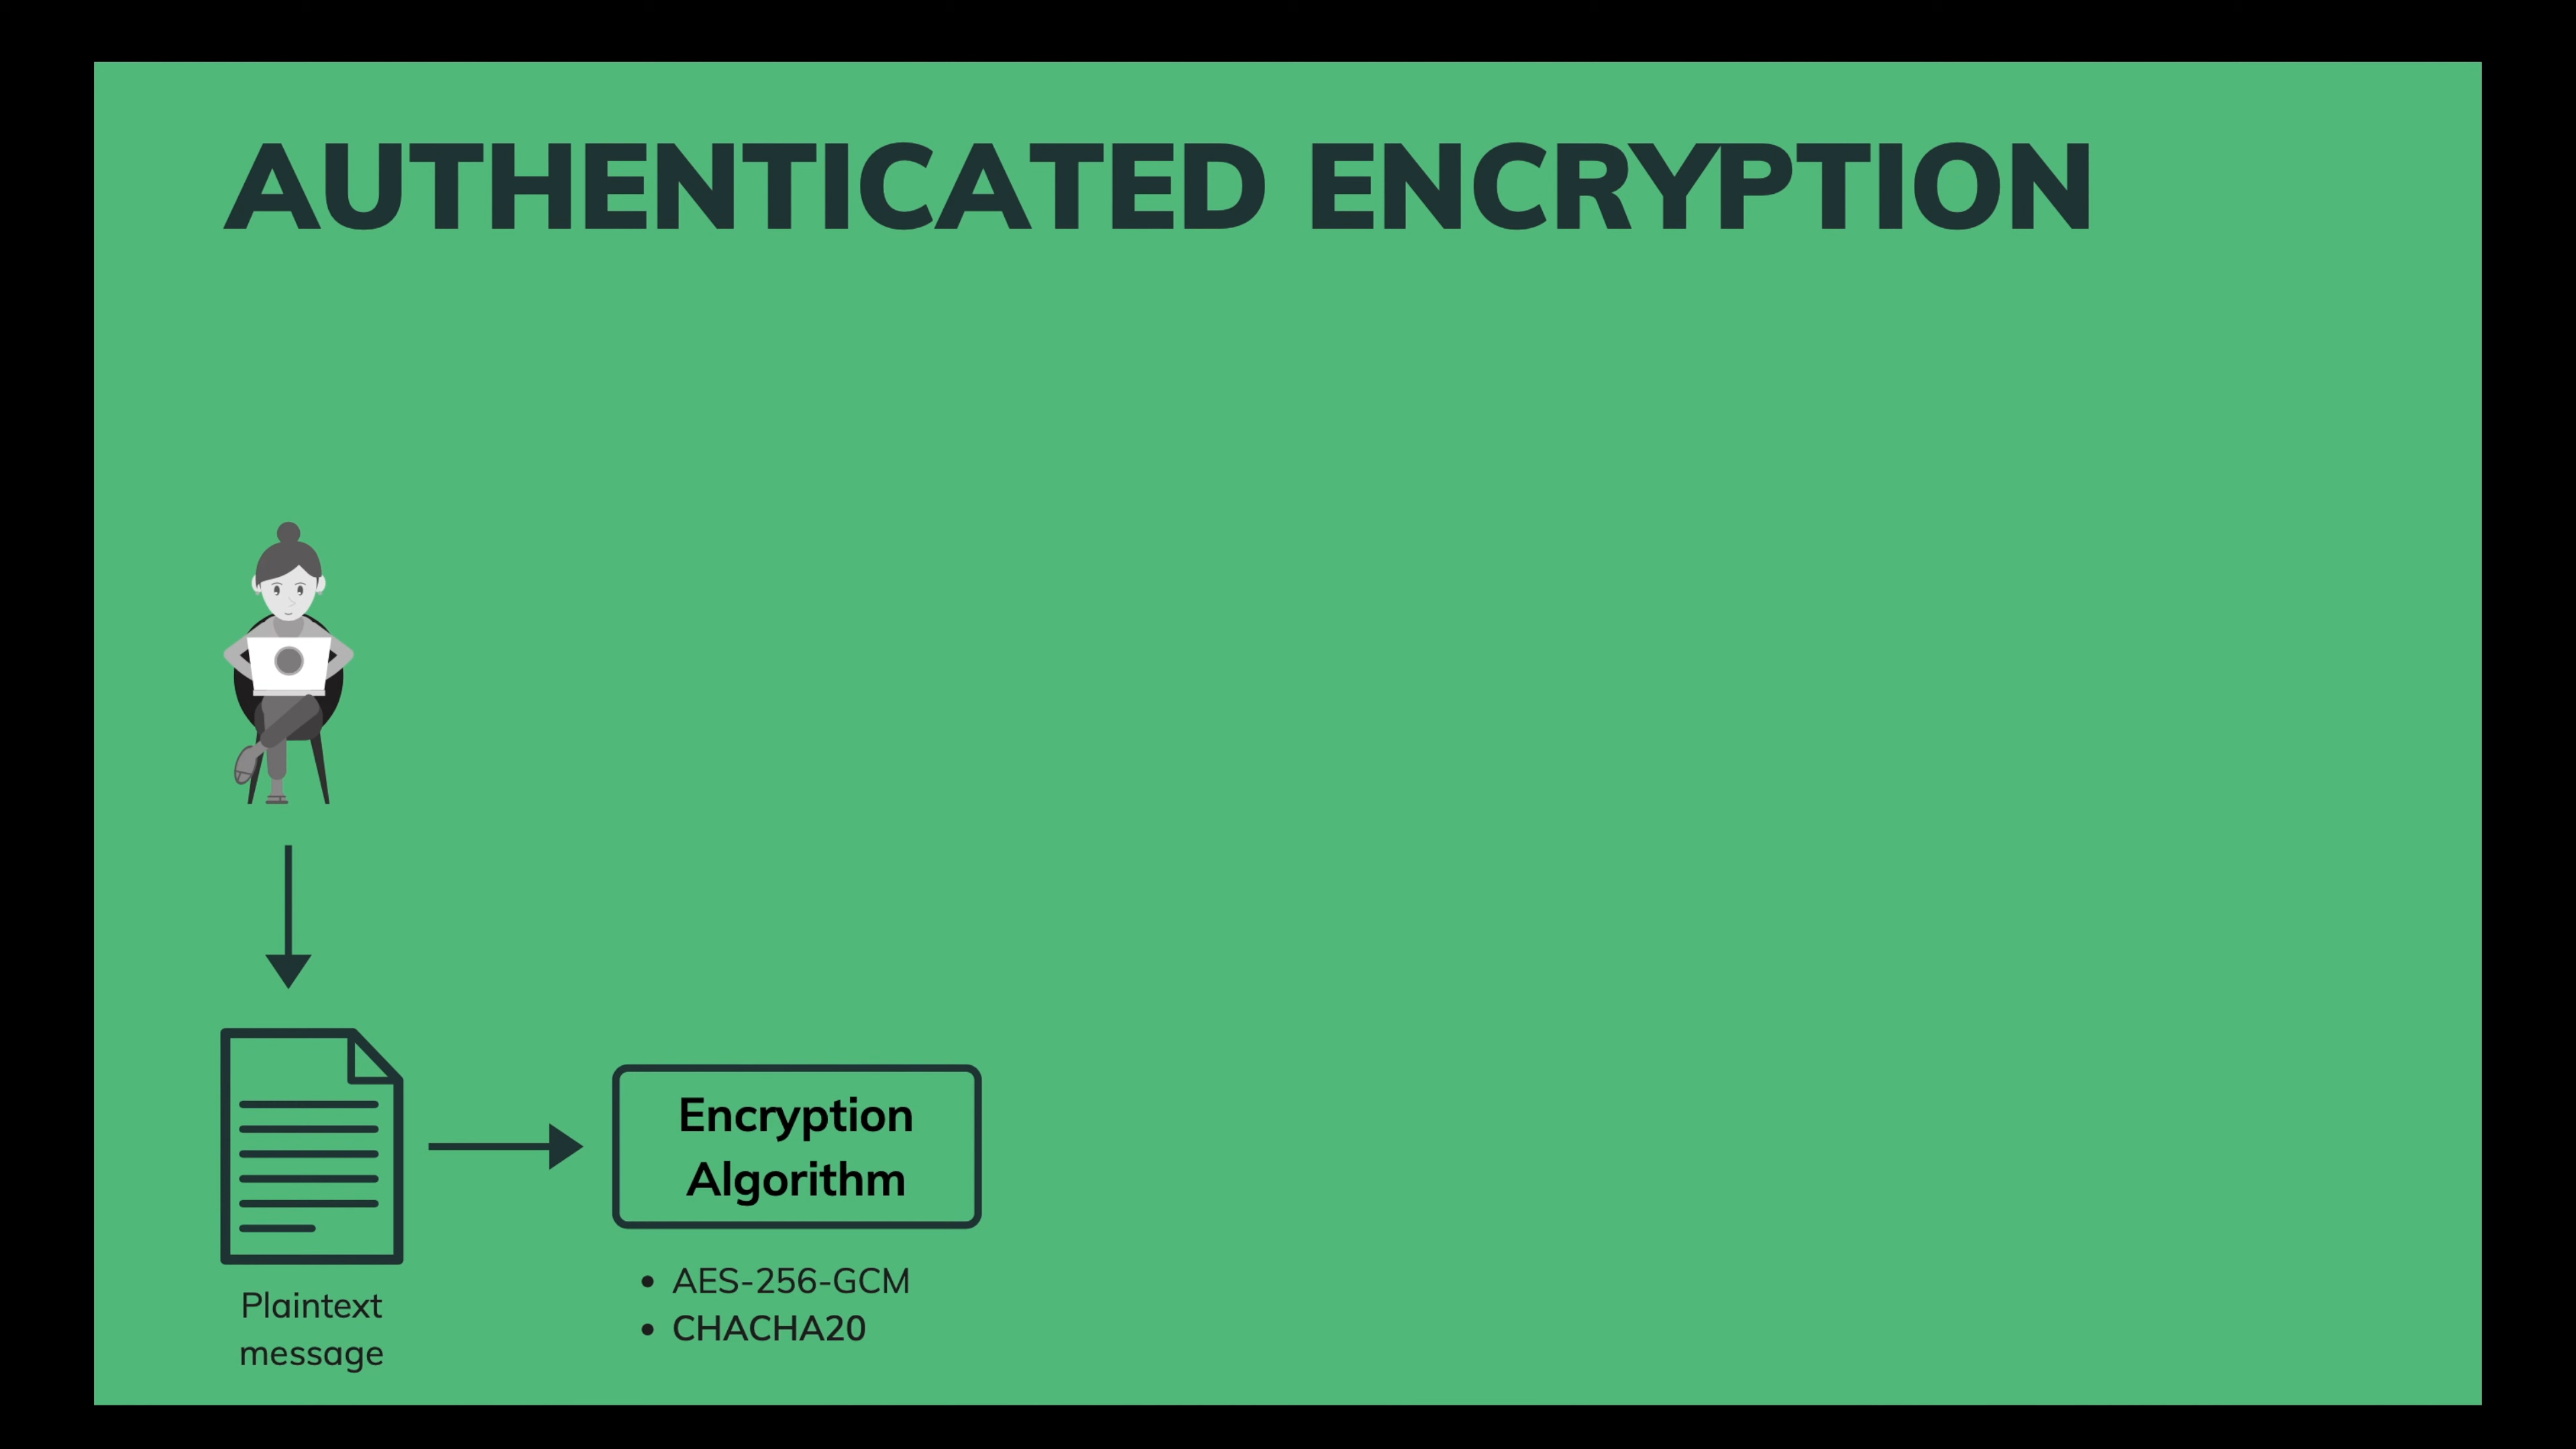 AUTHENTICATED ENCRYPTION
Encryption
Algorithm
• AES-256-GCM
• CHACHA20
Plaintext
message